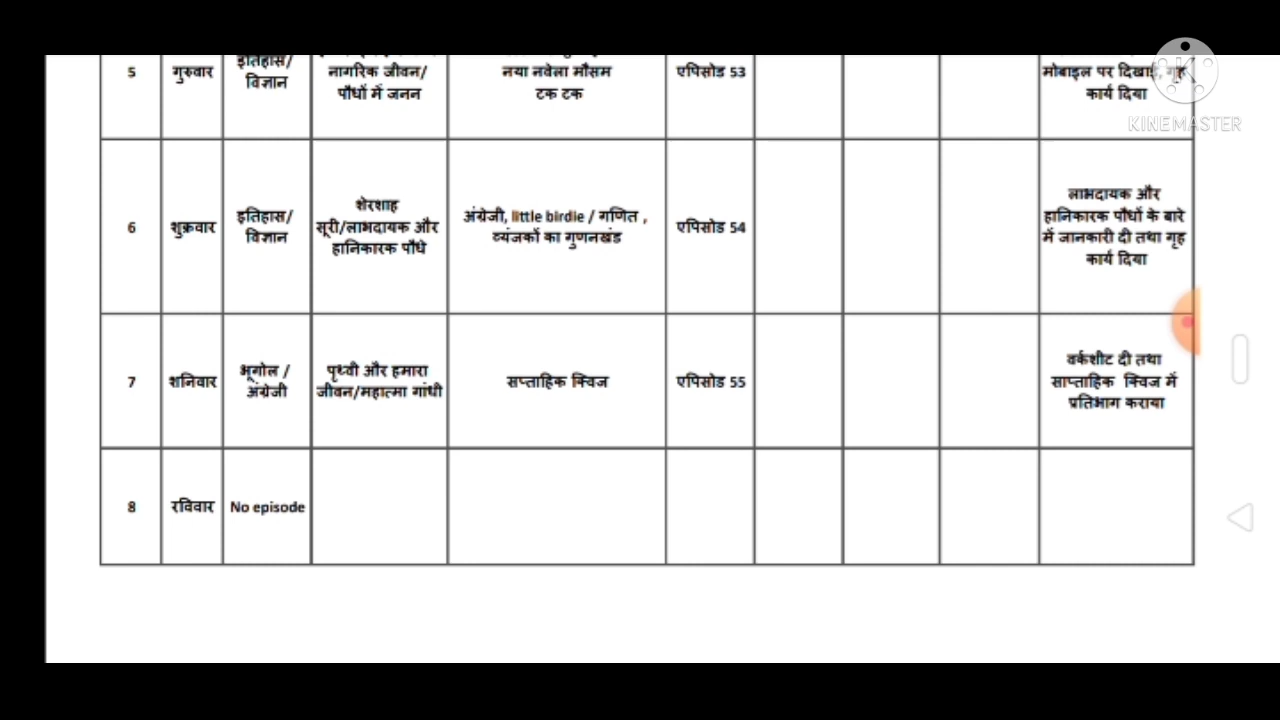 5
गुरुवार
इतिहास/
विज्ञान
नागरिक जीवन/
पौधों में जनन
नया नवेला मौसम
टक टक
एपिसोड 53
मोबाइल पर दिखाई, गृह
कार्य दिया
KINEMASTER
6
शुक्रवार
इतिहास/
विज्ञान
शेरशाह
सूरी/लाभदायक और
हानिकारक पौधे
अंग्रेजी, little birdie / गणित ,
व्यंजकों का गुणनखंड
एपिसोड 54
लाभदायक और
हानिकारक पौधों के बारे
में जानकारी दी तथा गृह
कार्य दिया
7
शनिवार
भूगोल /
अंग्रेजी
पृथ्वी और हमारा
जीवन/महात्मा गांधी
सप्ताहिक क्विज
एपिसोड 55
वर्कशीट दी तथा
साप्ताहिक क्विज में
प्रतिभाग कराया
8
रविवार
No episode